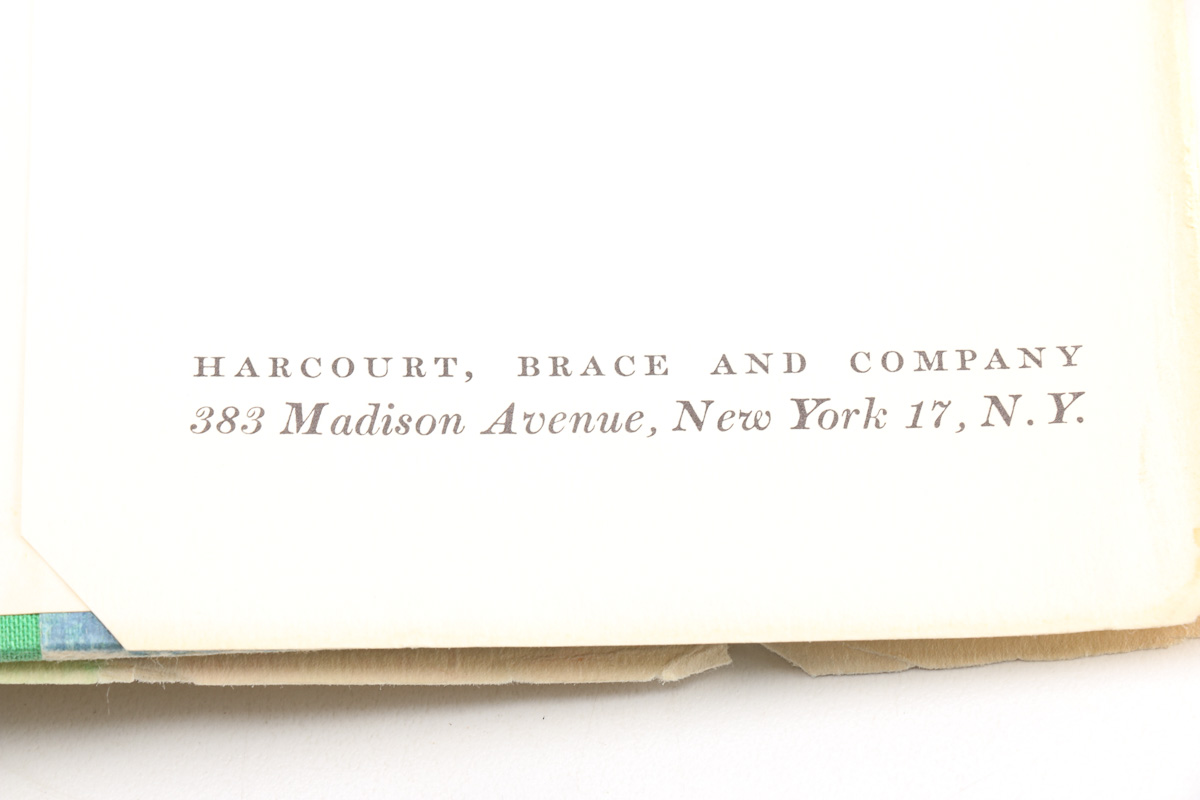 HARCOURT, BRACE AND COMPANY
383 Madison Avenue, New York 17, N.Y.